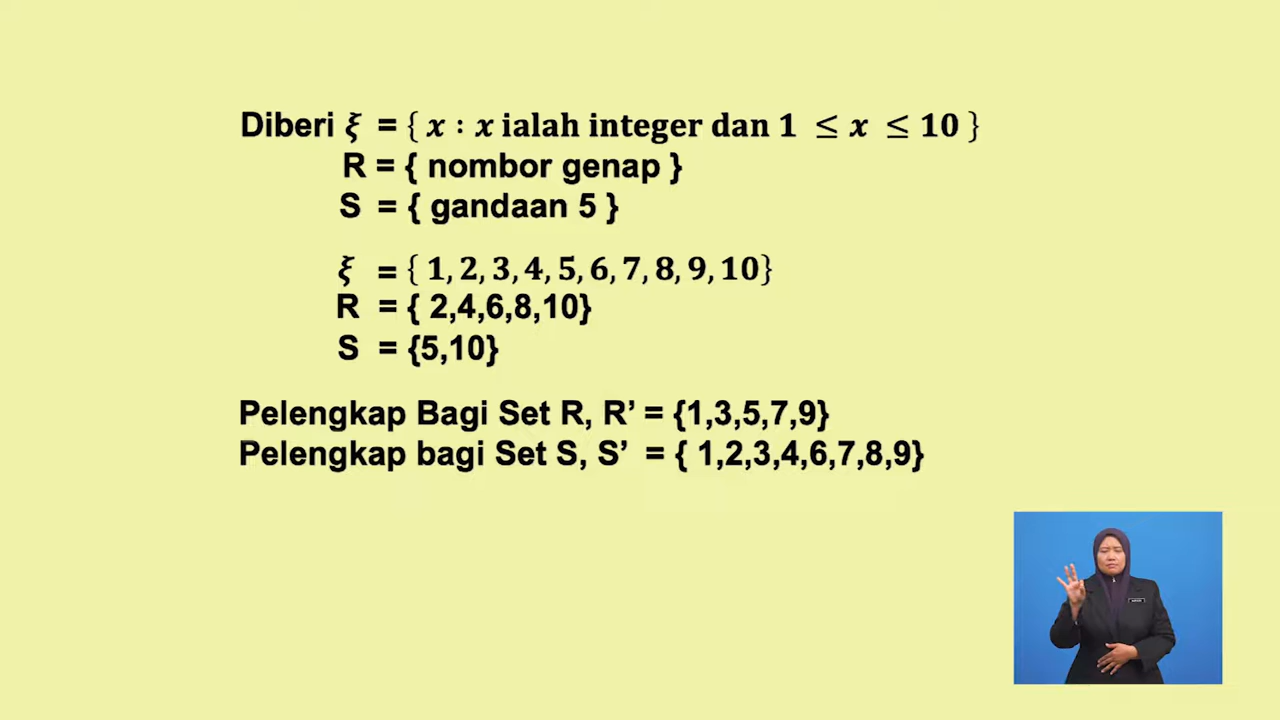 Diberi ξ = { x : x ialah integer dan 1 ≤ x ≤ 10 }
R = { nombor genap }
S = { gandaan 5 }
ξ = { 1, 2, 3, 4, 5, 6, 7, 8, 9, 10}
R = { 2,4,6,8,10}
S = {5,10}
Pelengkap Bagi Set R, R’ = {1,3,5,7,9}
Pelengkap bagi Set S, S’ = { 1,2,3,4,6,7,8,9}